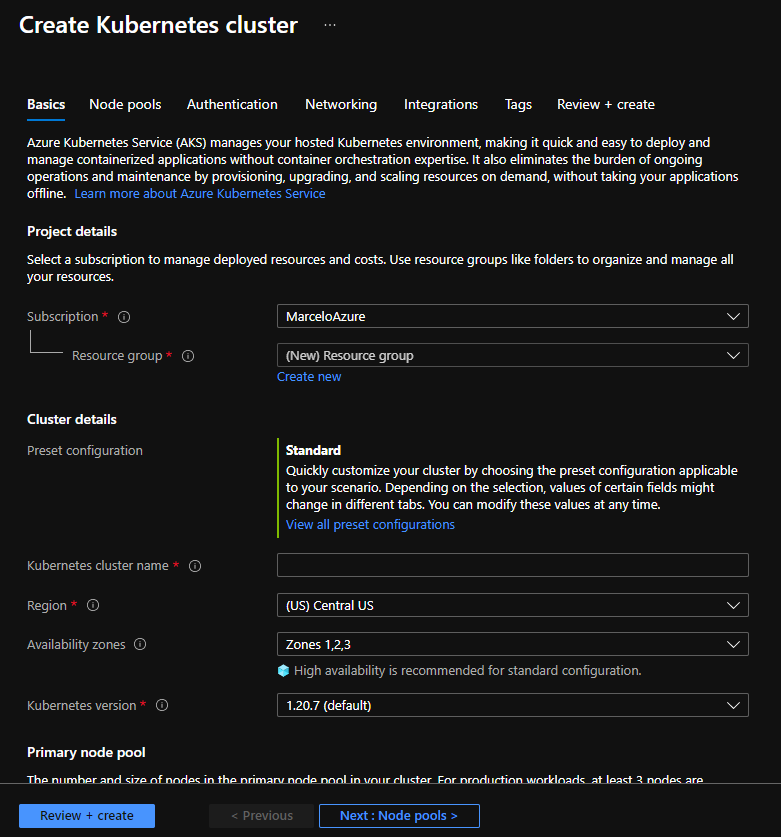 Create Kubernetes cluster ...
Basics Node pools Authentication Networking Integrations Tags Review + create
Azure Kubernetes Service (AKS) manages your hosted Kubernetes environment, making it quick and easy to deploy and
manage containerized applications without container orchestration expertise. It also eliminates the burden of ongoing
operations and maintenance by provisioning, upgrading, and scaling resources on demand, without taking your applications
offline. Learn more about Azure Kubernetes Service
Project details
Select a subscription to manage deployed resources and costs. Use resource groups like folders to organize and manage all
your resources.
Subscription *
MarceloAzure
Resource group *
(New) Resource group
Create new
Cluster details
Preset configuration
Standard
Quickly customize your cluster by choosing the preset configuration applicable
to your scenario. Depending on the selection, values of certain fields might
change in different tabs. You can modify these values at any time.
View all preset configurations
Kubernetes cluster name *
Region *
(US) Central US
Availability zones
Zones 1,2,3
High availability is recommended for standard configuration.
Kubernetes version *
1.20.7 (default)
Primary node pool
The number and size of nodes in the primary node pool in your cluster. For production workloads, at least 3 nodes are
Review + create
< Previous
Next : Node pools >